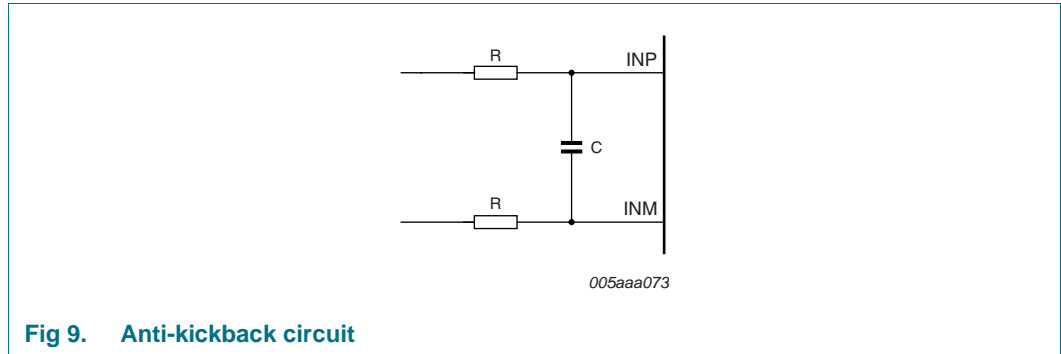 R
INP
C
R
INM
005aaa073
Fig 9. Anti-kickback circuit